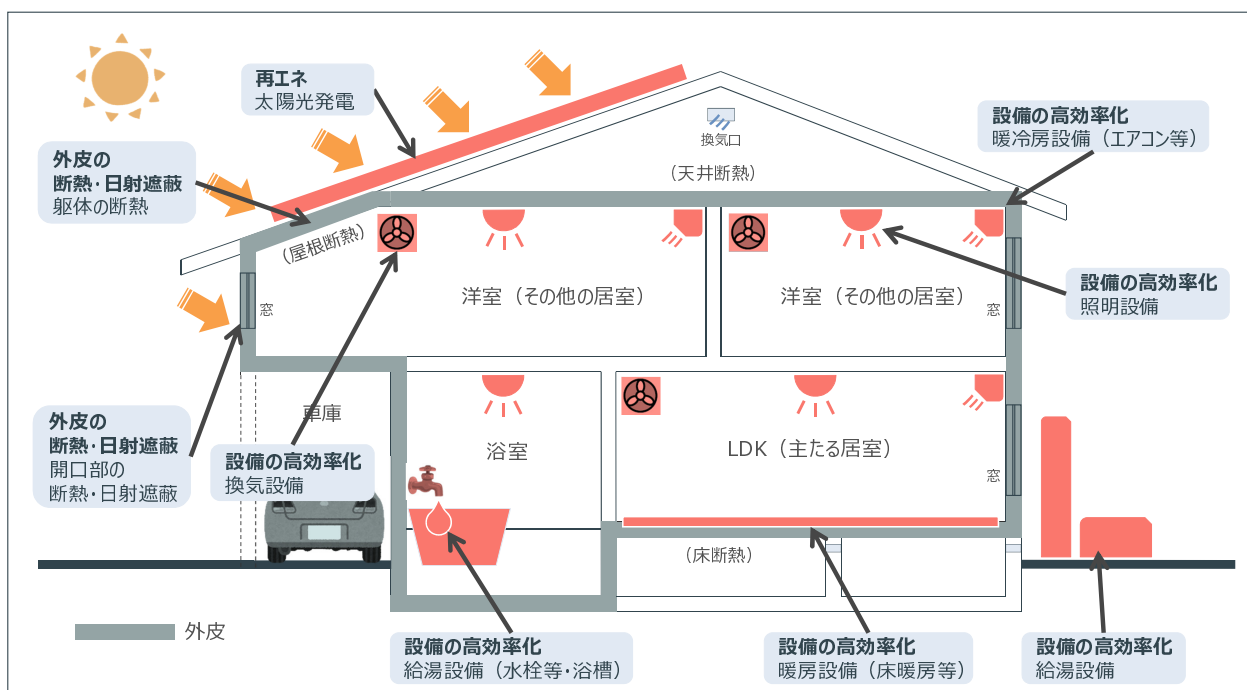 再エネ
太陽光発電
設備の高効率化
暖冷房設備（エアコン等）
換気口
（天井断熱）
外皮の
断熱・日射遮蔽
躯体の断熱
（屋根断熱）
洋室（その他の居室）
洋室（その他の居室）
設備の高効率化
照明設備
窓
窓
外皮の
断熱・日射遮蔽
開口部の
断熱・日射遮蔽
車庫
設備の高効率化
換気設備
浴室
LDK（主たる居室）
窓
（床断熱）
外皮
設備の高効率化
給湯設備（水栓等・浴槽）
設備の高効率化
暖房設備（床暖房等）
設備の高効率化
給湯設備